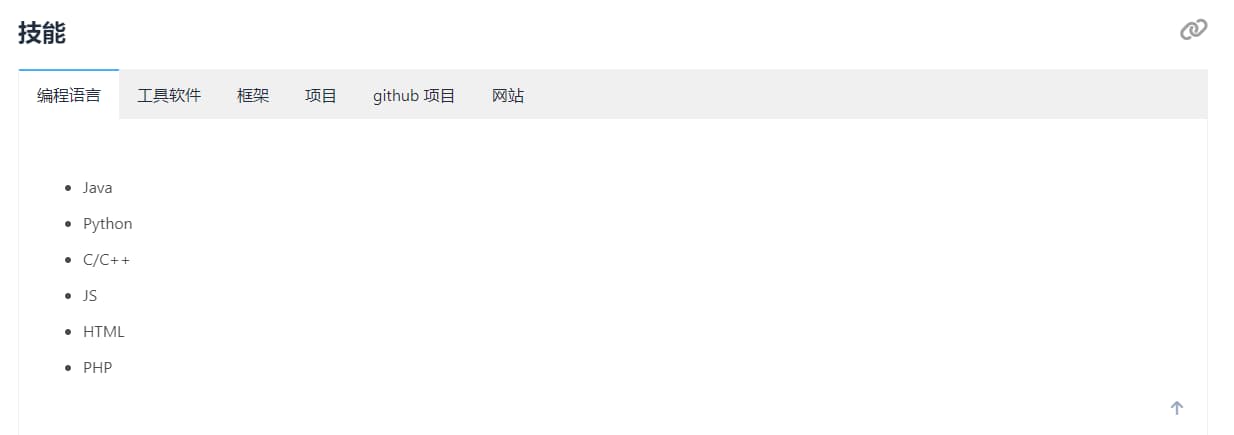 技能
编程语言 工具软件 框架 项目 github 项目 网站
Java
Python
C/C++
JS
HTML
PHP